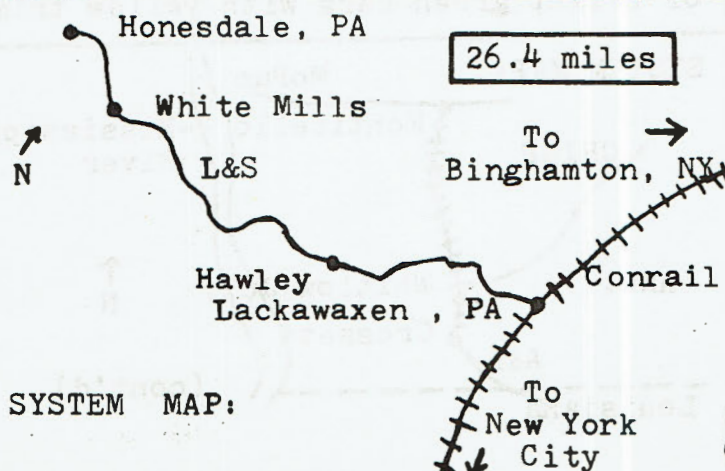 Honesdale, PA
26.4 miles
White Mills
N
L&S
To
Binghamton, NY
Hawley
Lackawaxen, PA
Conrail
SYSTEM MAP:
To
New York
City